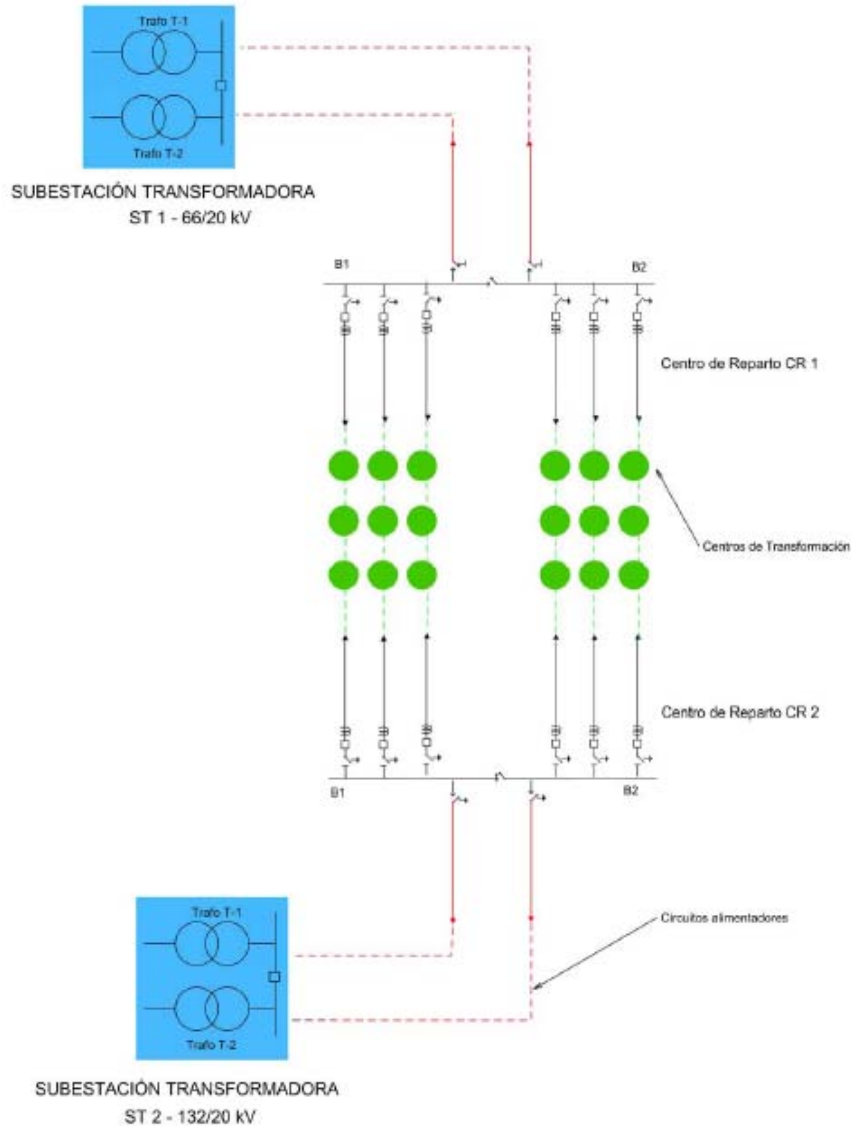 Trafo T-1
Trafo T-2
SUBESTACIÓN TRANSFORMADORA
ST 1 - 66/20 kV
B1
B2
Centro de Reparto CR 1
Centros de Transformación
Centro de Reparto CR 2
B1
B2
Trafo T-1
Circuitos alimentadores
Trafo T-2
SUBESTACIÓN TRANSFORMADORA
ST 2 - 132/20 kV